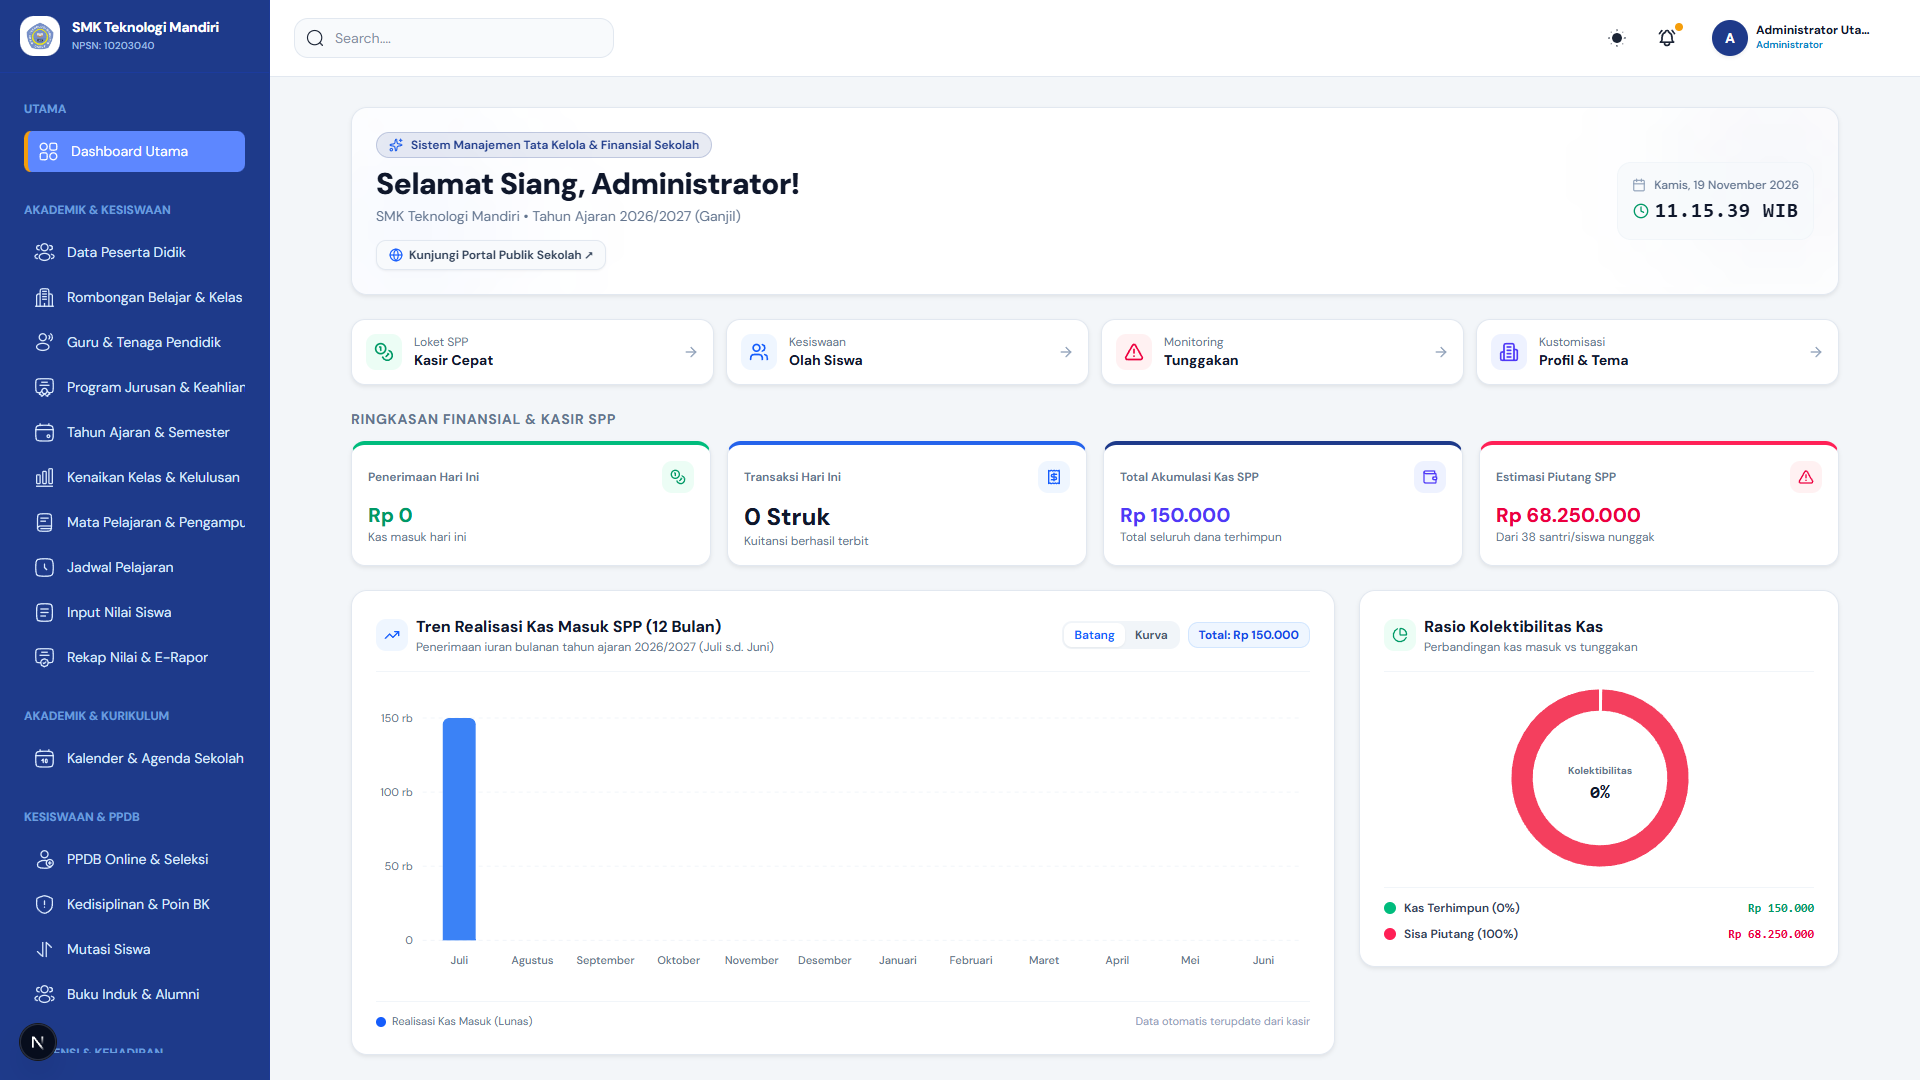 SMK Teknologi Mandiri
NPSN: 10203040
UTAMA
Dashboard Utama
AKADEMIK & KESISWAAN
Data Peserta Didik
Rombongan Belajar & Kelas
Guru & Tenaga Pendidik
Program Jurusan & Keahlian
Tahun Ajaran & Semester
Kenaikan Kelas & Kelulusan
Mata Pelajaran & Pengampu
Jadwal Pelajaran
Input Nilai Siswa
Rekap Nilai & E-Rapor
AKADEMIK & KURIKULUM
Kalender & Agenda Sekolah
KESISWAAN & PPDB
PPDB Online & Seleksi
Kedisiplinan & Poin BK
Mutasi Siswa
Buku Induk & Alumni
N
ENSI & KEHADIRAN
Search....
A
Administrator Uta...
Administrator
Sistem Manajemen Tata Kelola & Finansial Sekolah
Selamat Siang, Administrator!
SMK Teknologi Mandiri • Tahun Ajaran 2026/2027 (Ganjil)
Kunjungi Portal Publik Sekolah ↗
Kamis, 19 November 2026
11.15.39 WIB
Loket SPP
Kasir Cepat
Kesiswaan
Olah Siswa
Monitoring
Tunggakan
Kustomisasi
Profil & Tema
RINGKASAN FINANSIAL & KASIR SPP
Penerimaan Hari Ini
Rp 0
Kas masuk hari ini
Transaksi Hari Ini
0 Struk
Kuitansi berhasil terbit
Total Akumulasi Kas SPP
Rp 150.000
Total seluruh dana terhimpun
Estimasi Piutang SPP
Rp 68.250.000
Dari 38 santri/siswa nunggak
Tren Realisasi Kas Masuk SPP (12 Bulan)
Penerimaan iuran bulanan tahun ajaran 2026/2027 (Juli s.d. Juni)
Batang
Kurva
Total: Rp 150.000
150 rb
100 rb
50 rb
0
Juli
Agustus
September
Oktober
November
Desember
Januari
Februari
Maret
April
Mei
Juni
Realisasi Kas Masuk (Lunas)
Data otomatis terupdate dari kasir
Rasio Kolektibilitas Kas
Perbandingan kas masuk vs tunggakan
Kolektibilitas
0%
Kas Terhimpun (0%)
Rp 150.000
Sisa Piutang (100%)
Rp 68.250.000